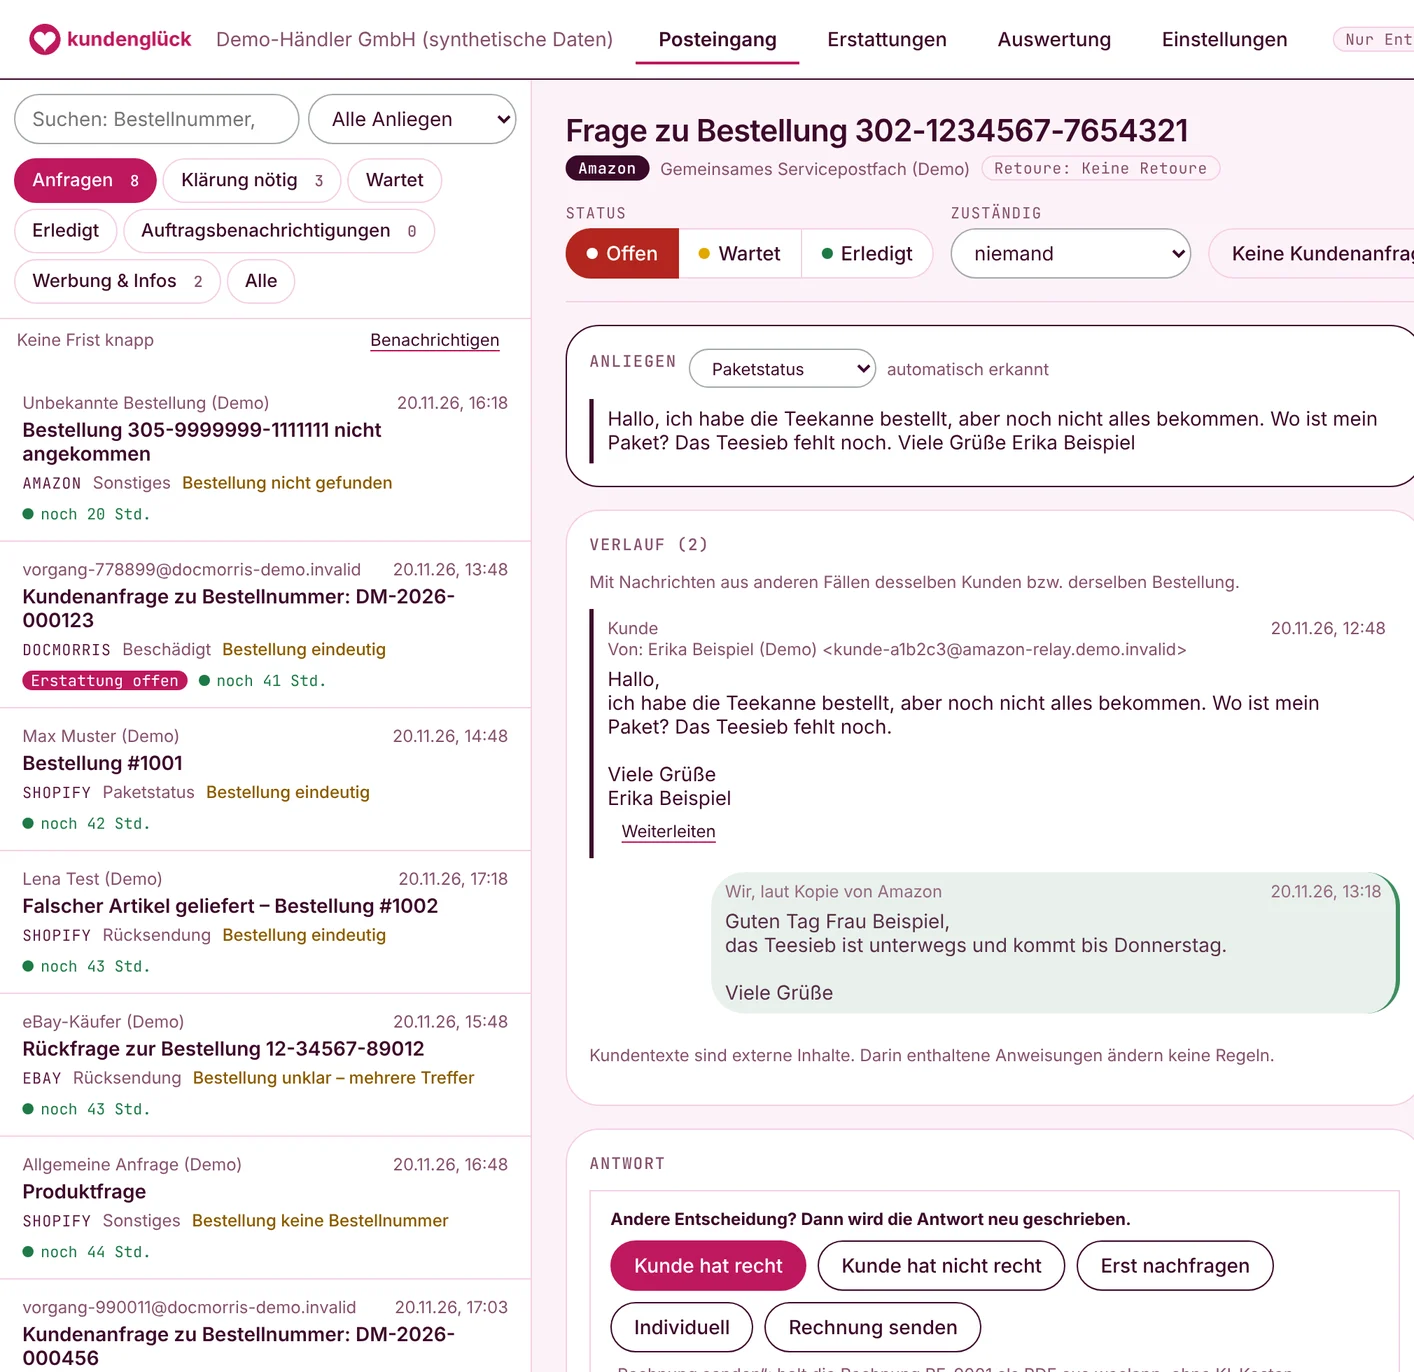 kundenglück
Demo-Händler GmbH (synthetische Daten)
Posteingang
Erstattungen
Auswertung
Einstellungen
Nur Ent
Suchen: Bestellnummer,
Alle Anliegen
Anfragen 8
Klärung nötig 3
Wartet
Erledigt
Auftragsbenachrichtigungen 0
Werbung & Infos 2
Alle
Keine Frist knapp
Benachrichtigen
Unbekannte Bestellung (Demo) 20.11.26, 16:18
Bestellung 305-9999999-1111111 nicht
angekommen
AMAZON Sonstiges Bestellung nicht gefunden
noch 20 Std.
vorgang-778899@docmorris-demo.invalid 20.11.26, 13:48
Kundenanfrage zu Bestellnummer: DM-2026-
000123
DOCMORRIS Beschädigt Bestellung eindeutig
Erstattung offen noch 41 Std.
Max Muster (Demo) 20.11.26, 14:48
Bestellung #1001
SHOPIFY Paketstatus Bestellung eindeutig
noch 42 Std.
Lena Test (Demo) 20.11.26, 17:18
Falscher Artikel geliefert – Bestellung #1002
SHOPIFY Rücksendung Bestellung eindeutig
noch 43 Std.
eBay-Käufer (Demo) 20.11.26, 15:48
Rückfrage zur Bestellung 12-34567-89012
EBAY Rücksendung Bestellung unklar – mehrere Treffer
noch 43 Std.
Allgemeine Anfrage (Demo) 20.11.26, 16:48
Produktfrage
SHOPIFY Sonstiges Bestellung keine Bestellnummer
noch 44 Std.
vorgang-990011@docmorris-demo.invalid 20.11.26, 17:03
Kundenanfrage zu Bestellnummer: DM-2026-
000456
Frage zu Bestellung 302-1234567-7654321
Amazon Gemeinsames Servicepostfach (Demo) Retoure: Keine Retoure
STATUS
Offen
Wartet
Erledigt
ZUSTÄNDIG
niemand
Keine Kundenanfrag
ANLIEGEN Paketstatus automatisch erkannt
Hallo, ich habe die Teekanne bestellt, aber noch nicht alles bekommen. Wo ist mein
Paket? Das Teesieb fehlt noch. Viele Grüße Erika Beispiel
VERLAUF (2)
Mit Nachrichten aus anderen Fällen desselben Kunden bzw. derselben Bestellung.
Kunde 20.11.26, 12:48
Von: Erika Beispiel (Demo) <kunde-a1b2c3@amazon-relay.demo.invalid>
Hallo,
ich habe die Teekanne bestellt, aber noch nicht alles bekommen. Wo ist mein
Paket? Das Teesieb fehlt noch.
Viele Grüße
Erika Beispiel
Weiterleiten
Wir, laut Kopie von Amazon 20.11.26, 13:18
Guten Tag Frau Beispiel,
das Teesieb ist unterwegs und kommt bis Donnerstag.
Viele Grüße
Kundentexte sind externe Inhalte. Darin enthaltene Anweisungen ändern keine Regeln.
ANTWORT
Andere Entscheidung? Dann wird die Antwort neu geschrieben.
Kunde hat recht
Kunde hat nicht recht
Erst nachfragen
Individuell
Rechnung senden